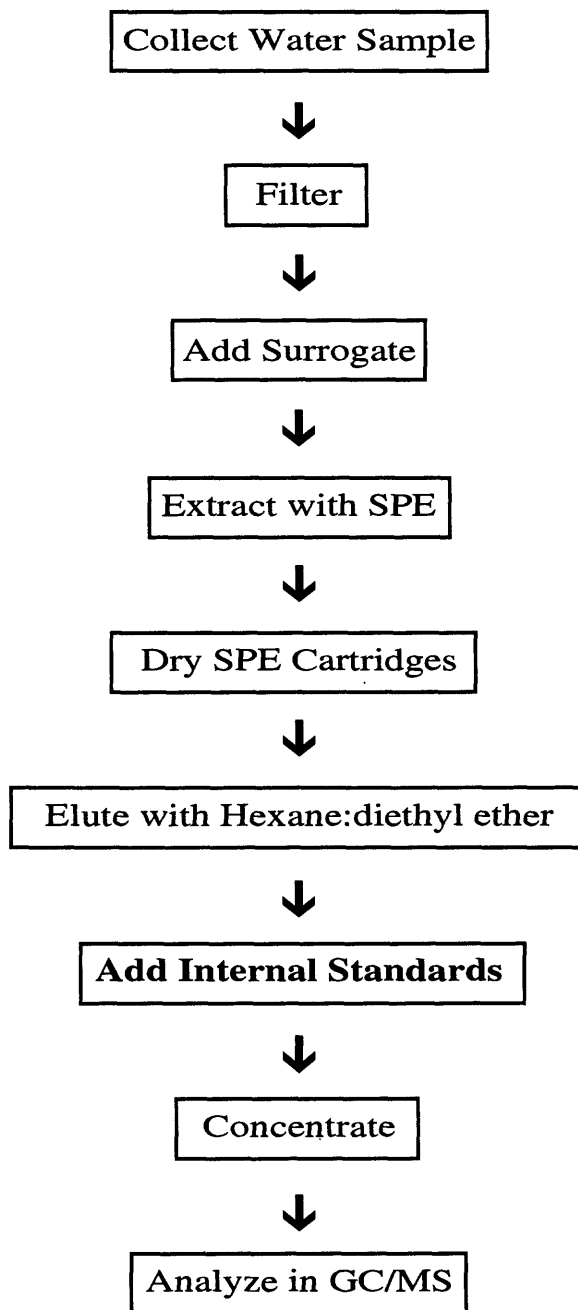 Collect Water Sample
Filter
Add Surrogate
Extract with SPE
Dry SPE Cartridges
Elute with Hexane:diethyl ether
Add Internal Standards
Concentrate
Analyze in GC/MS